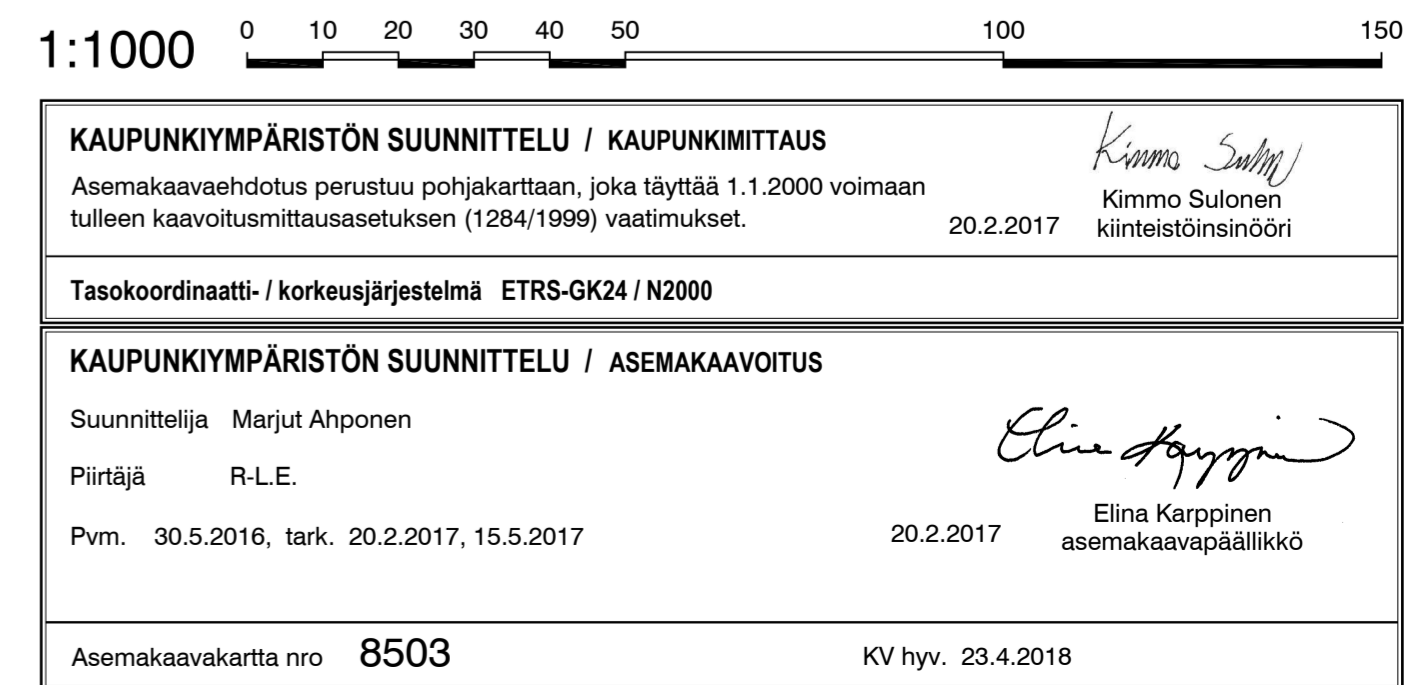 1:1000 0 10 20 30 40 50 100 150
KAUPUNKIYMPÄRISTÖN SUUNNITTELU / KAUPUNKIMITTAUS
Asemakaavaehdotus perustuu pohjakarttaan, joka täyttää 1.1.2000 voimaan
tulleen kaavoitusmittausasetuksen (1284/1999) vaatimukset.
20.2.2017
Kimmo Sulonen
kiinteistöinsinööri
Tasokoordinaatti- / korkeusjärjestelmä ETRS-GK24 / N2000
KAUPUNKIYMPÄRISTÖN SUUNNITTELU / ASEMAKAAVOITUS
Suunnittelija Marjut Ahponen
Piirtäjä R-L.E.
Pvm. 30.5.2016, tark. 20.2.2017, 15.5.2017
20.2.2017
Elina Karppinen
asemakaavapäällikkö
Asemakaavakartta nro 8503 KV hyv. 23.4.2018